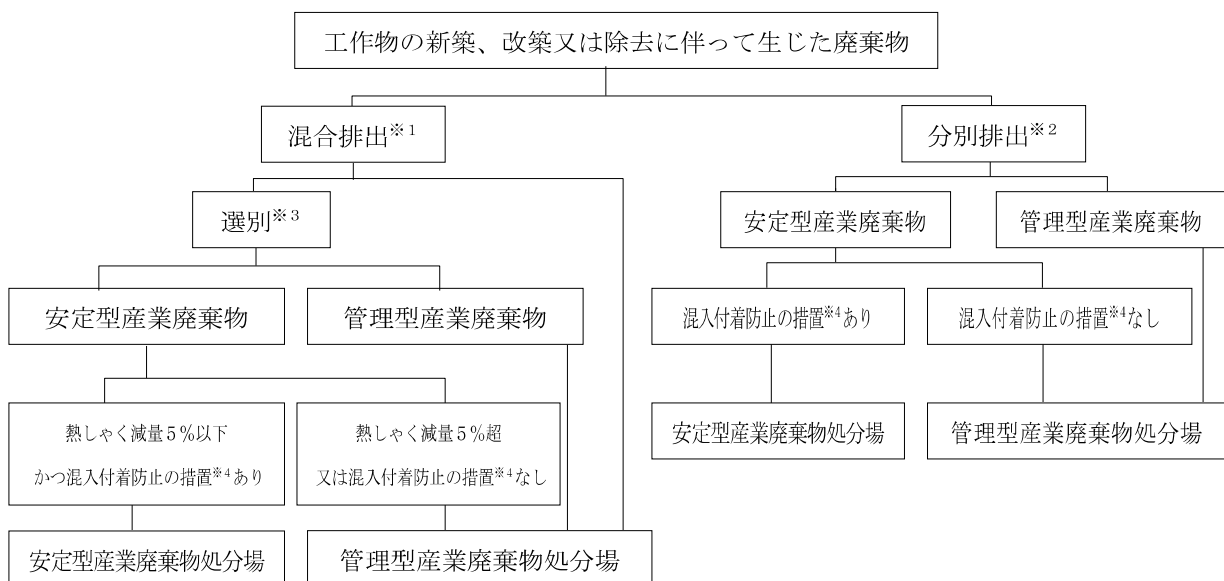 工作物の新築、改築又は除去に伴って生じた廃棄物
混合排出※1
分別排出※2
選別※3
安定型産業廃棄物
管理型産業廃棄物
安定型産業廃棄物
管理型産業廃棄物
混入付着防止の措置※4あり
混入付着防止の措置※4なし
熱しゃく減量5%以下
かつ混入付着防止の措置※4あり
熱しゃく減量5%超
又は混入付着防止の措置※4なし
安定型産業廃棄物処分場
管理型産業廃棄物処分場
安定型産業廃棄物処分場
管理型産業廃棄物処分場